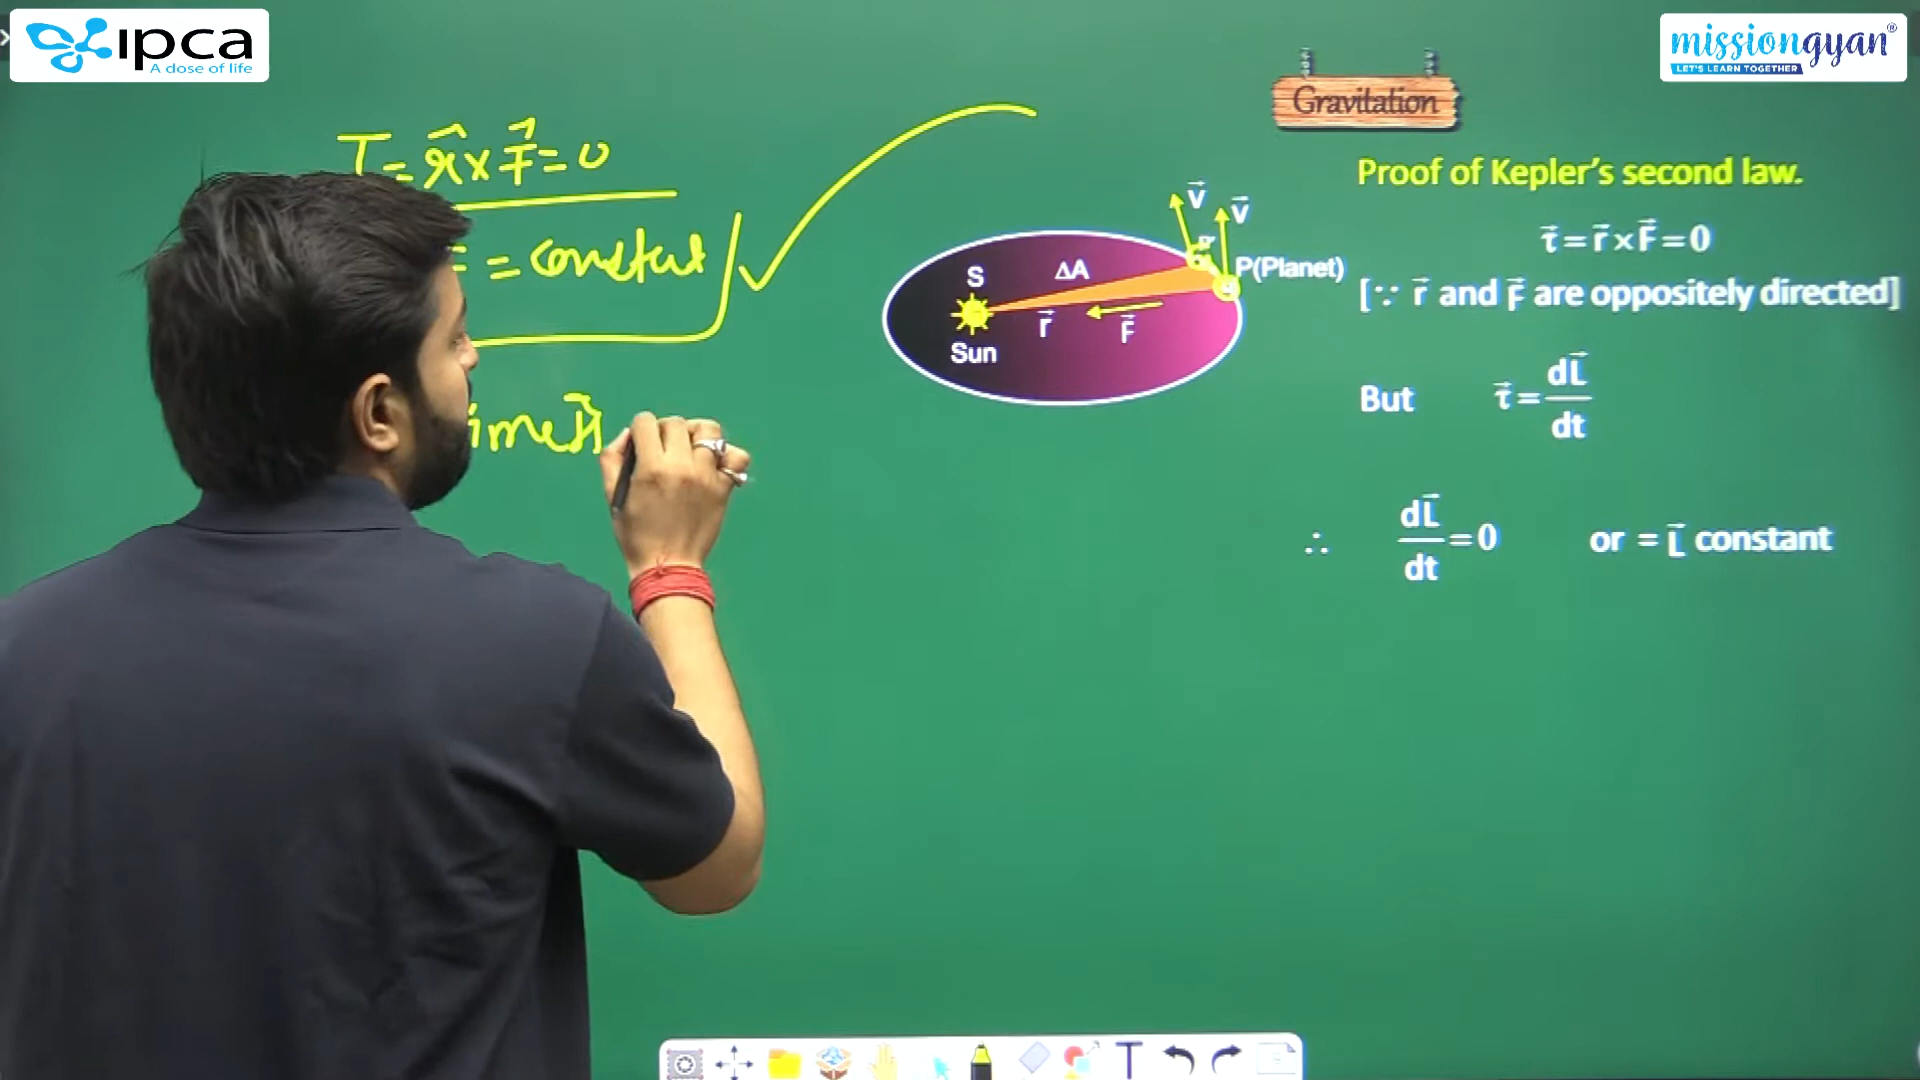 ipca
A dose of life
missiongyan®
LET'S LEARN TOGETHER
Gravitation
T = r⃗ x F⃗ = 0
= constant
time
S
Sun
ΔA
r⃗
F⃗
v⃗
v⃗
P'
P(Planet)
Proof of Kepler's second law.
τ⃗ = r⃗ × F⃗ = 0
[∵ r⃗ and F⃗ are oppositely directed]
But τ⃗ = dL⃗/dt
∴ dL⃗/dt = 0 or = L⃗ constant
T